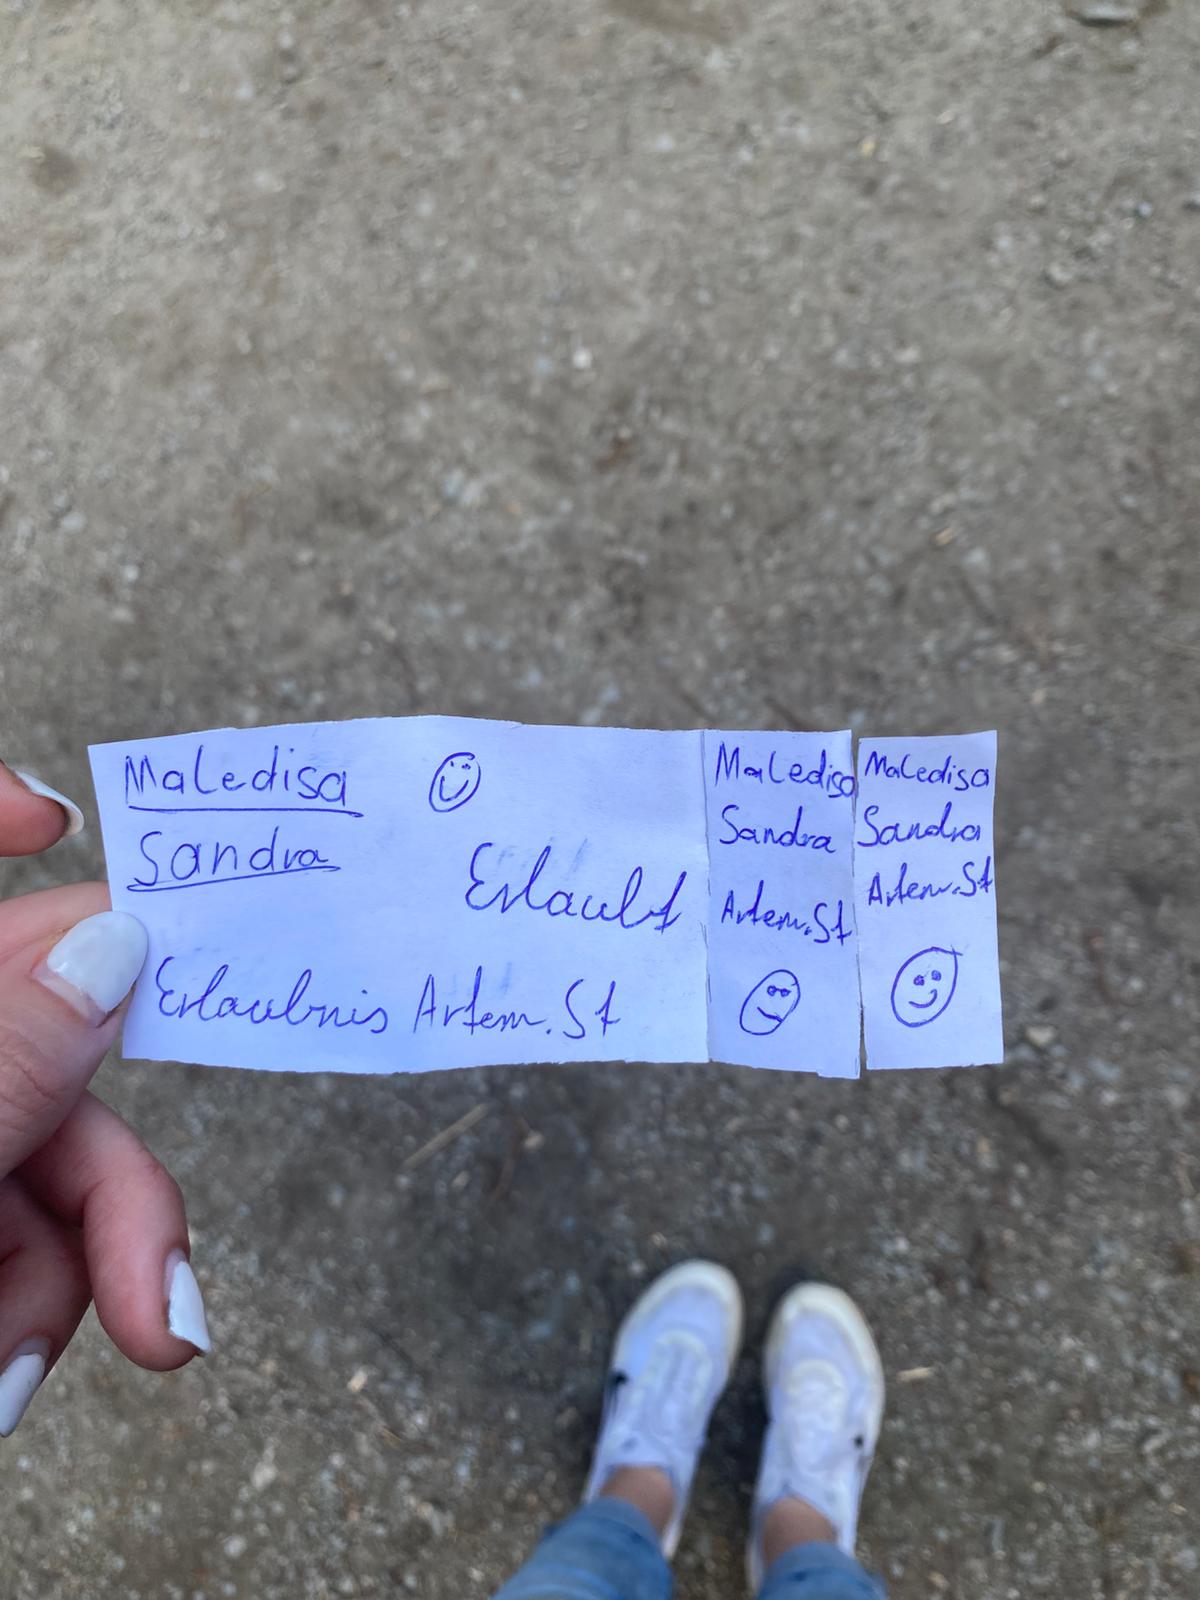 Maledisa
Sandra
Erlaubt
Erlaubnis Artem. St
Maledisa
Sandra
Artem. St
Maledisa
Sandra
Artem. St